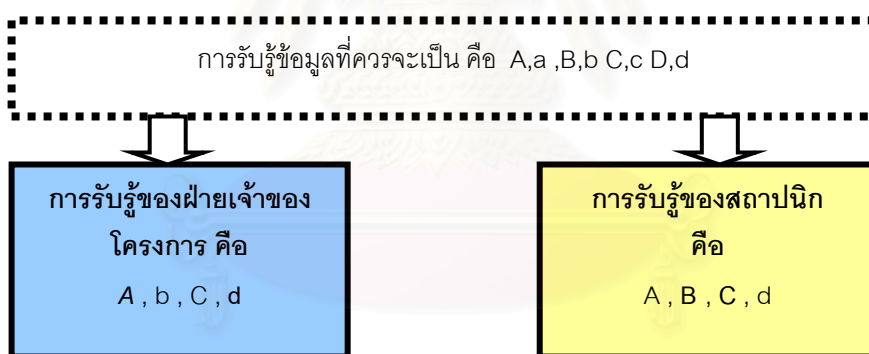 การรับรู้ข้อมูลที่ควรจะเป็น คือ A,a ,B,b C,c D,d
การรับรู้ของฝ่ายเจ้าของ
โครงการ คือ
A , b , C , d
การรับรู้ของสถาปนิก
คือ
A , B , C , d